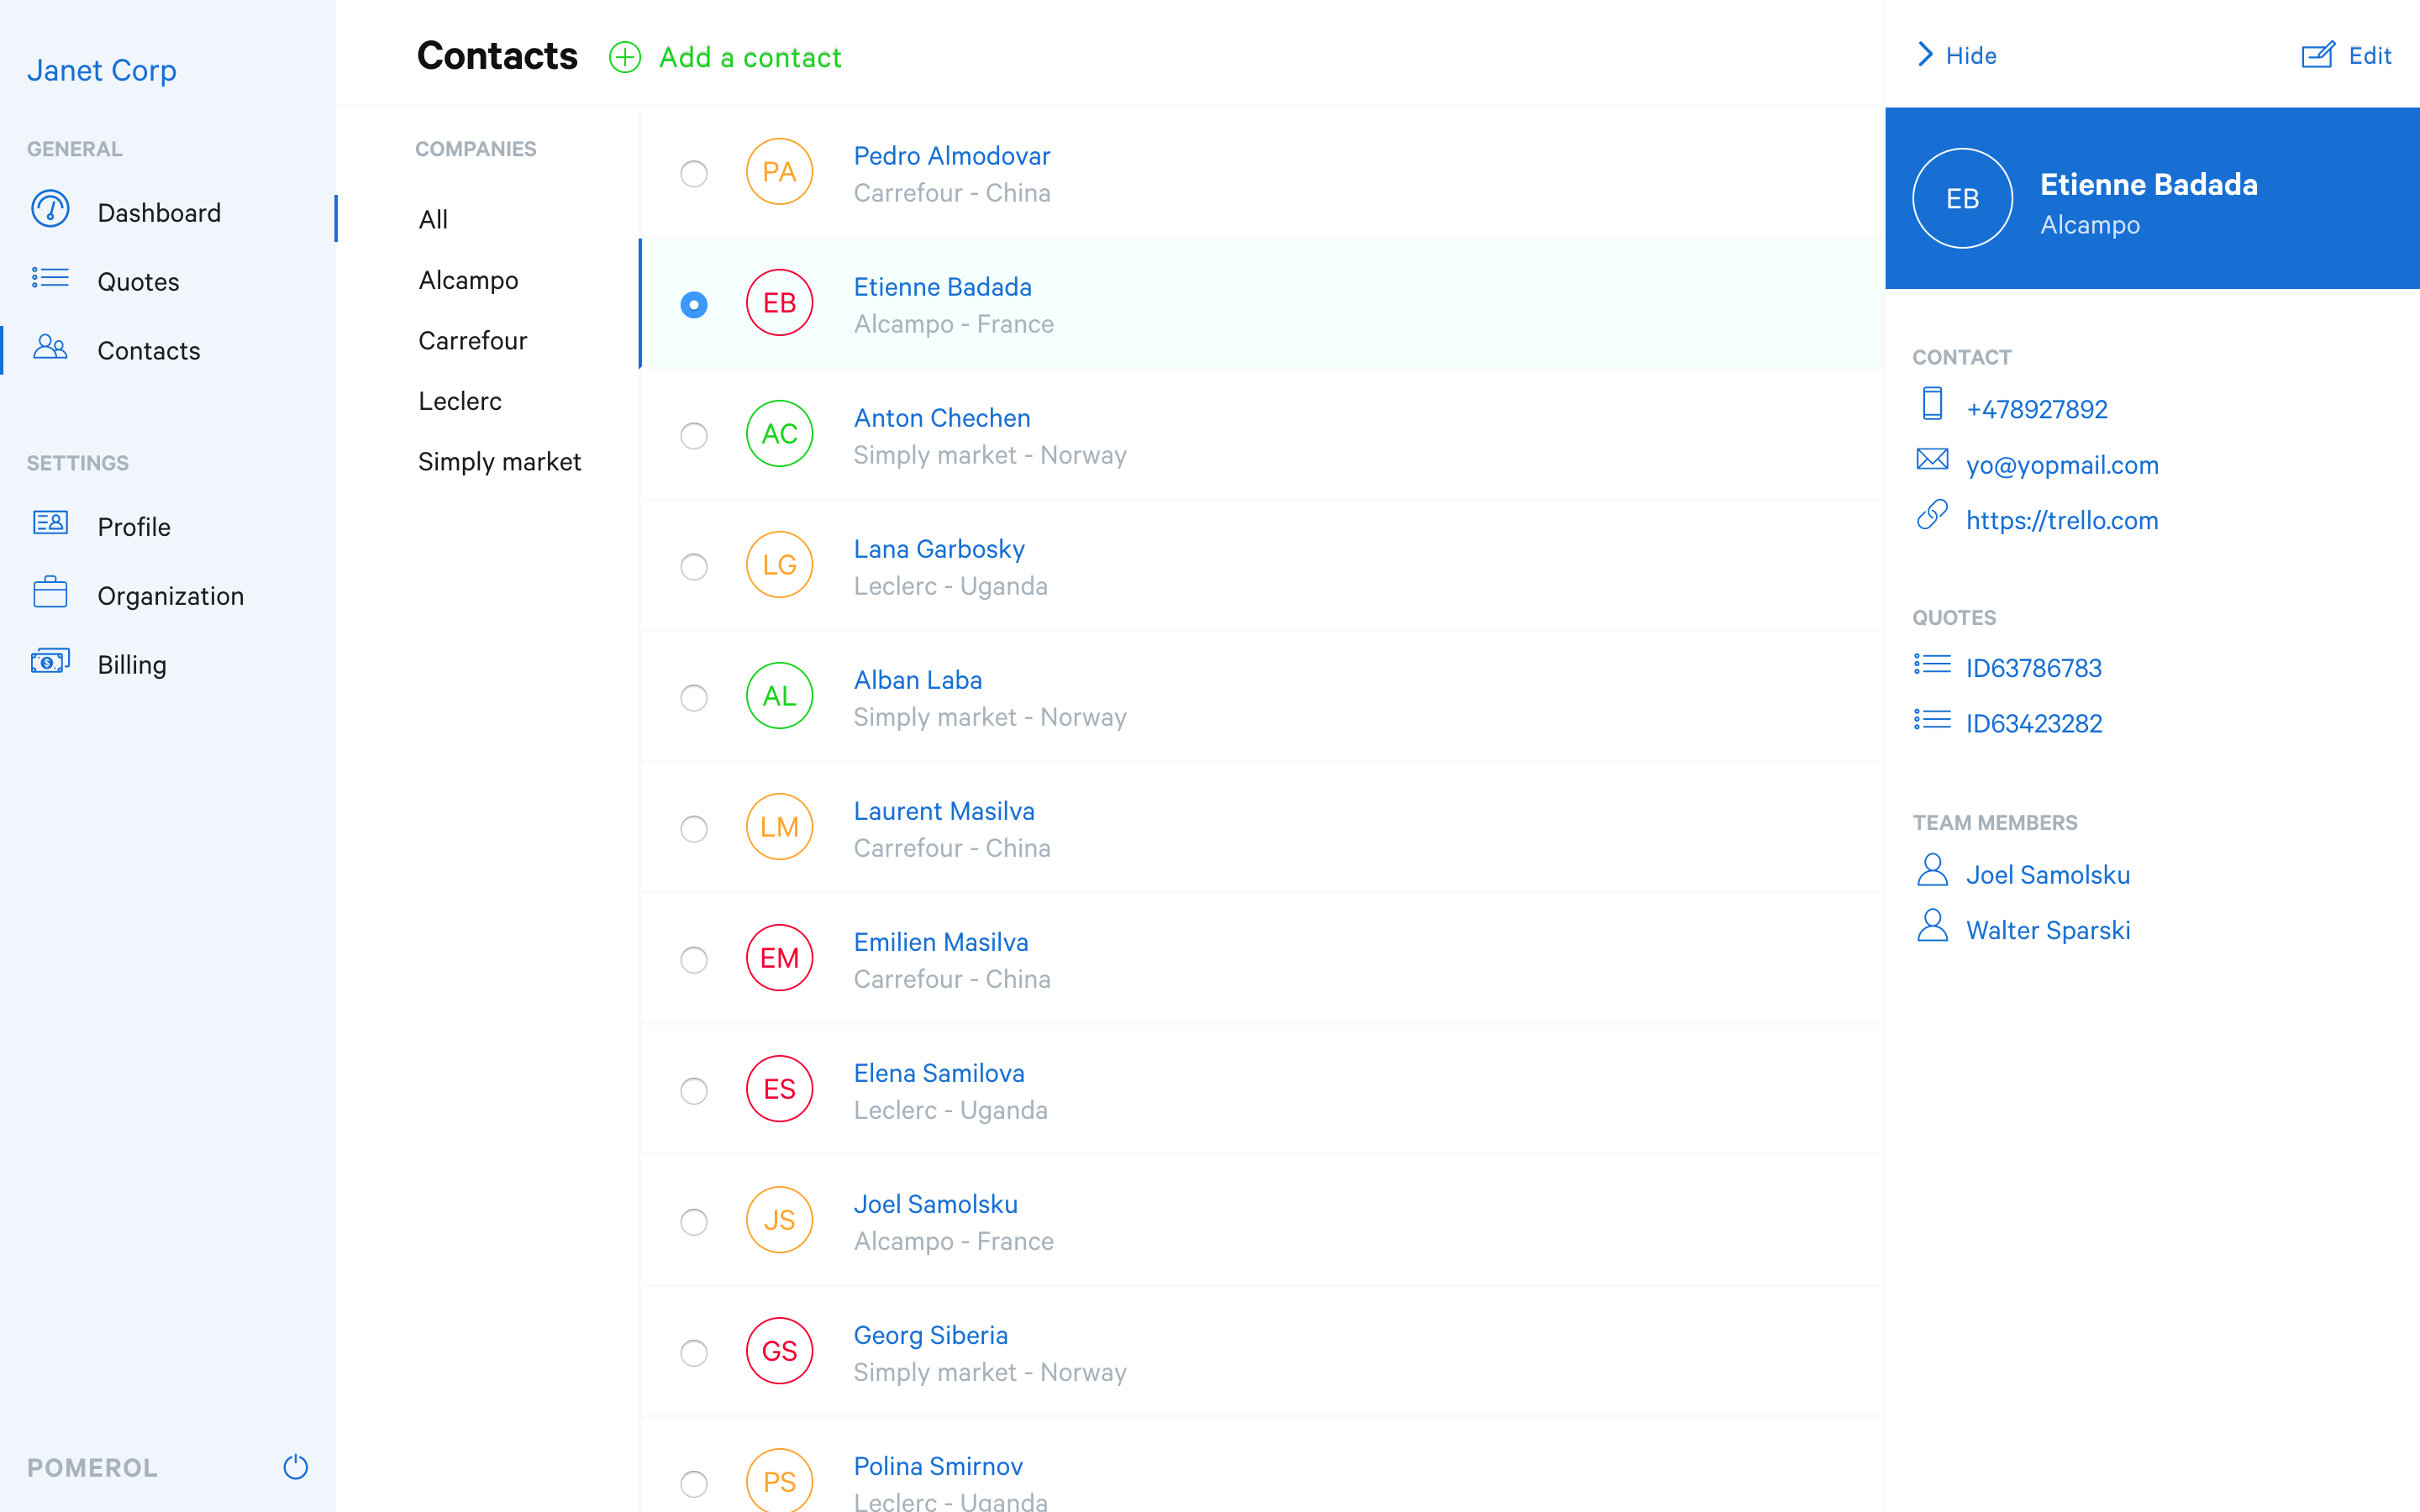 Janet Corp
GENERAL
Dashboard
Quotes
Contacts
SETTINGS
Profile
Organization
Billing
POMEROL
Contacts
Add a contact
COMPANIES
All
Alcampo
Carrefour
Leclerc
Simply market
PA
Pedro Almodovar
Carrefour - China
EB
Etienne Badada
Alcampo - France
AC
Anton Chechen
Simply market - Norway
LG
Lana Garbosky
Leclerc - Uganda
AL
Alban Laba
Simply market - Norway
LM
Laurent Masilva
Carrefour - China
EM
Emilien Masilva
Carrefour - China
ES
Elena Samilova
Leclerc - Uganda
JS
Joel Samolsku
Alcampo - France
GS
Georg Siberia
Simply market - Norway
PS
Polina Smirnov
Leclerc - Uganda
Hide
Edit
EB
Etienne Badada
Alcampo
CONTACT
+478927892
yo@yopmail.com
https://trello.com
QUOTES
ID63786783
ID63423282
TEAM MEMBERS
Joel Samolsku
Walter Sparski